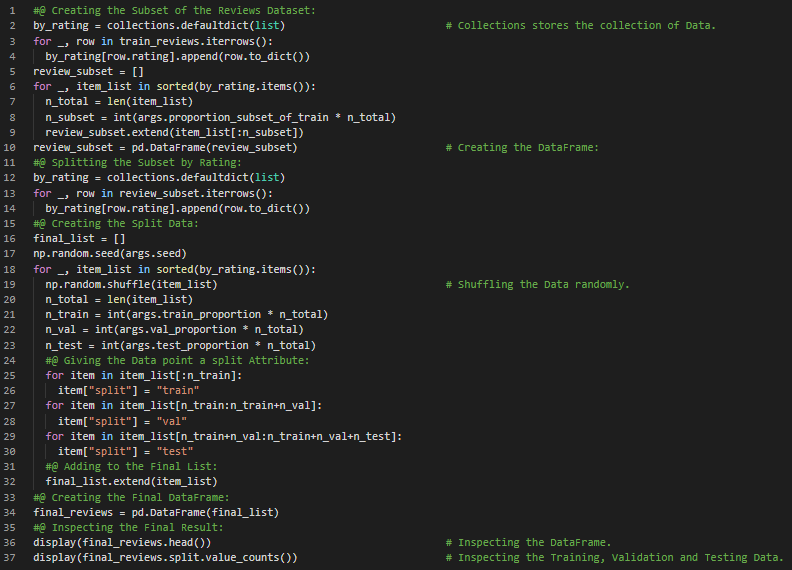 1 #@ Creating the Subset of the Reviews Dataset:
2 by_rating = collections.defaultdict(list) # Collections stores the collection of Data.
3 for _, row in train_reviews.iterrows():
4 by_rating[row.rating].append(row.to_dict())
5 review_subset = []
6 for _, item_list in sorted(by_rating.items()):
7 n_total = len(item_list)
8 n_subset = int(args.proportion_subset_of_train * n_total)
9 review_subset.extend(item_list[:n_subset])
10 review_subset = pd.DataFrame(review_subset) # Creating the DataFrame:
11 #@ Splitting the Subset by Rating:
12 by_rating = collections.defaultdict(list)
13 for _, row in review_subset.iterrows():
14 by_rating[row.rating].append(row.to_dict())
15 #@ Creating the Split Data:
16 final_list = []
17 np.random.seed(args.seed)
18 for _, item_list in sorted(by_rating.items()):
19 np.random.shuffle(item_list) # Shuffling the Data randomly.
20 n_total = len(item_list)
21 n_train = int(args.train_proportion * n_total)
22 n_val = int(args.val_proportion * n_total)
23 n_test = int(args.test_proportion * n_total)
24 #@ Giving the Data point a split Attribute:
25 for item in item_list[:n_train]:
26 item["split"] = "train"
27 for item in item_list[n_train:n_train+n_val]:
28 item["split"] = "val"
29 for item in item_list[n_train+n_val:n_train+n_val+n_test]:
30 item["split"] = "test"
31 #@ Adding to the Final List:
32 final_list.extend(item_list)
33 #@ Creating the Final DataFrame:
34 final_reviews = pd.DataFrame(final_list)
35 #@ Inspecting the Final Result:
36 display(final_reviews.head()) # Inspecting the DataFrame.
37 display(final_reviews.split.value_counts()) # Inspecting the Training, Validation and Testing Data.